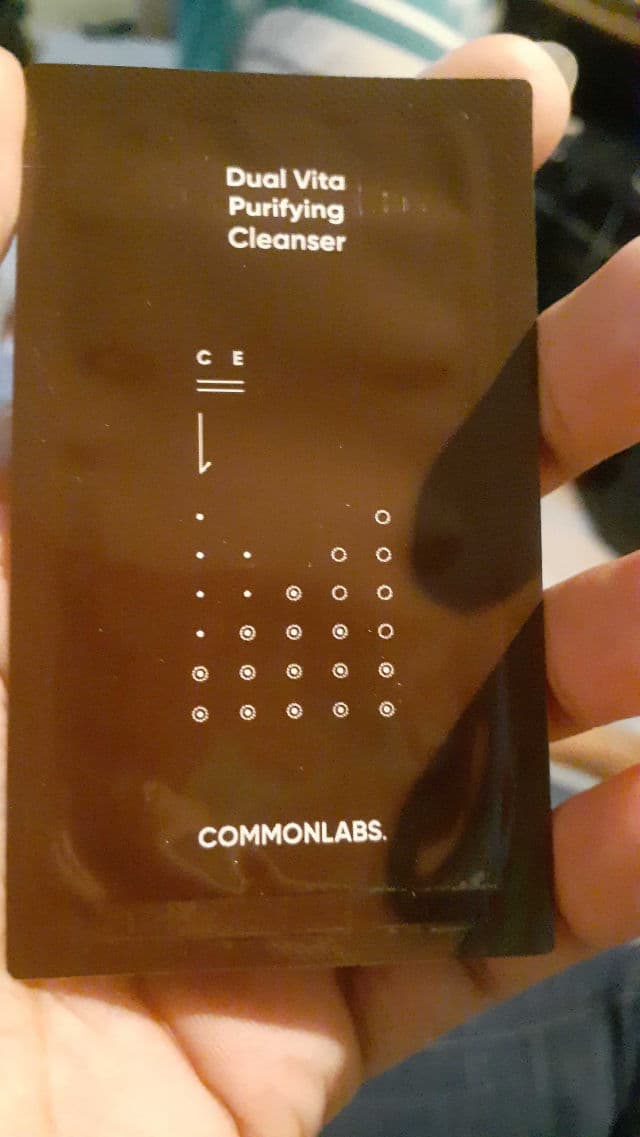 Dual Vita
Purifying
Cleanser
C E
COMMONLABS.